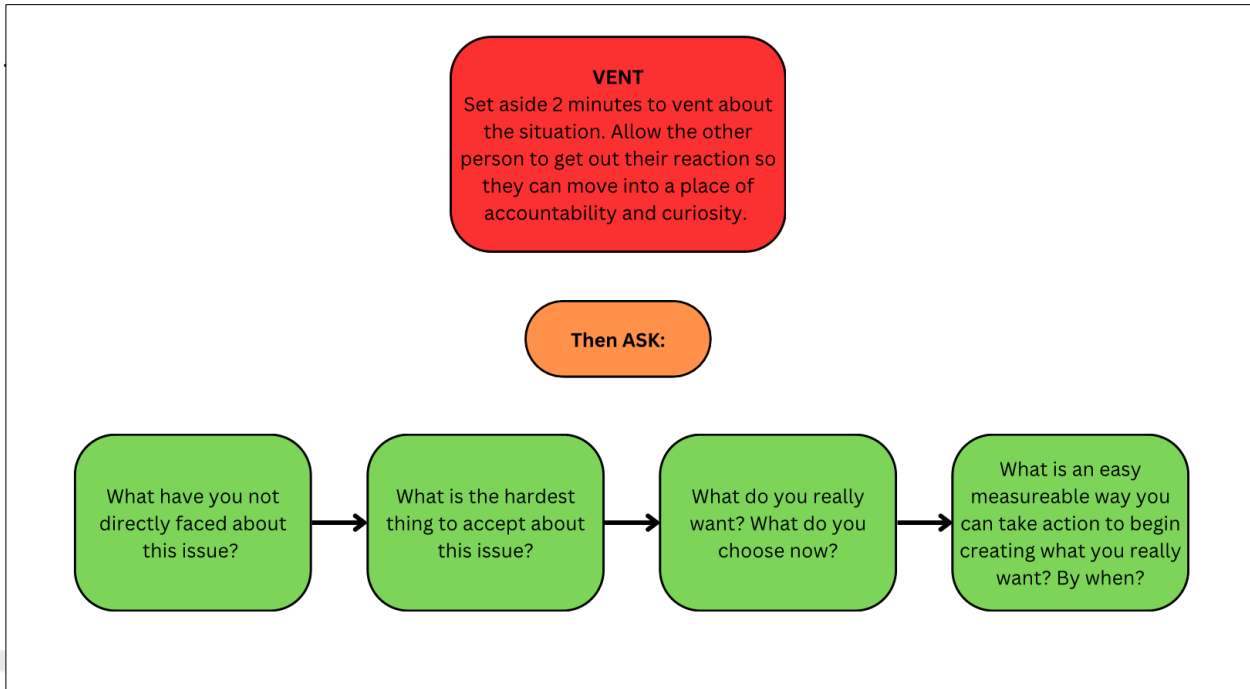 VENT
Set aside 2 minutes to vent about
the situation. Allow the other
person to get out their reaction so
they can move into a place of
accountability and curiosity.
Then ASK:
What have you not
directly faced about
this issue?
What is the hardest
thing to accept about
this issue?
What do you really
want? What do you
choose now?
What is an easy
measureable way you
can take action to begin
creating what you really
want? By when?